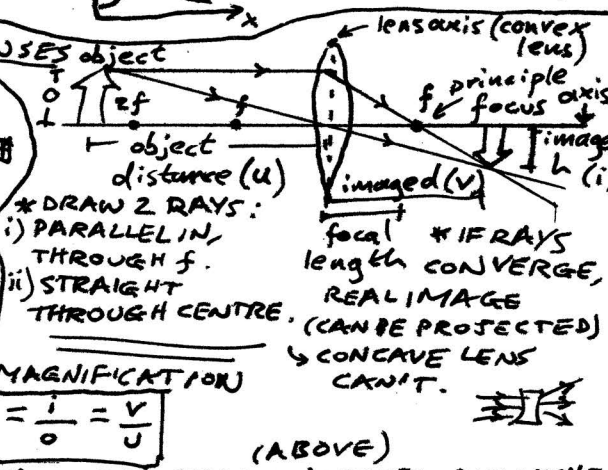 x
lens axis (convex lens)
USES object
o
2f
f
f
principle focus
axis
object distance (u)
image h (i
image d (v)
focal length
* DRAW 2 RAYS:
i) PARALLEL IN, THROUGH f.
ii) STRAIGHT THROUGH CENTRE.
* IF RAYS CONVERGE,
REAL IMAGE
(CAN BE PROJECTED)
↳ CONCAVE LENS
CAN'T.
MAGNIFICATION
= i/o = v/u
(ABOVE)